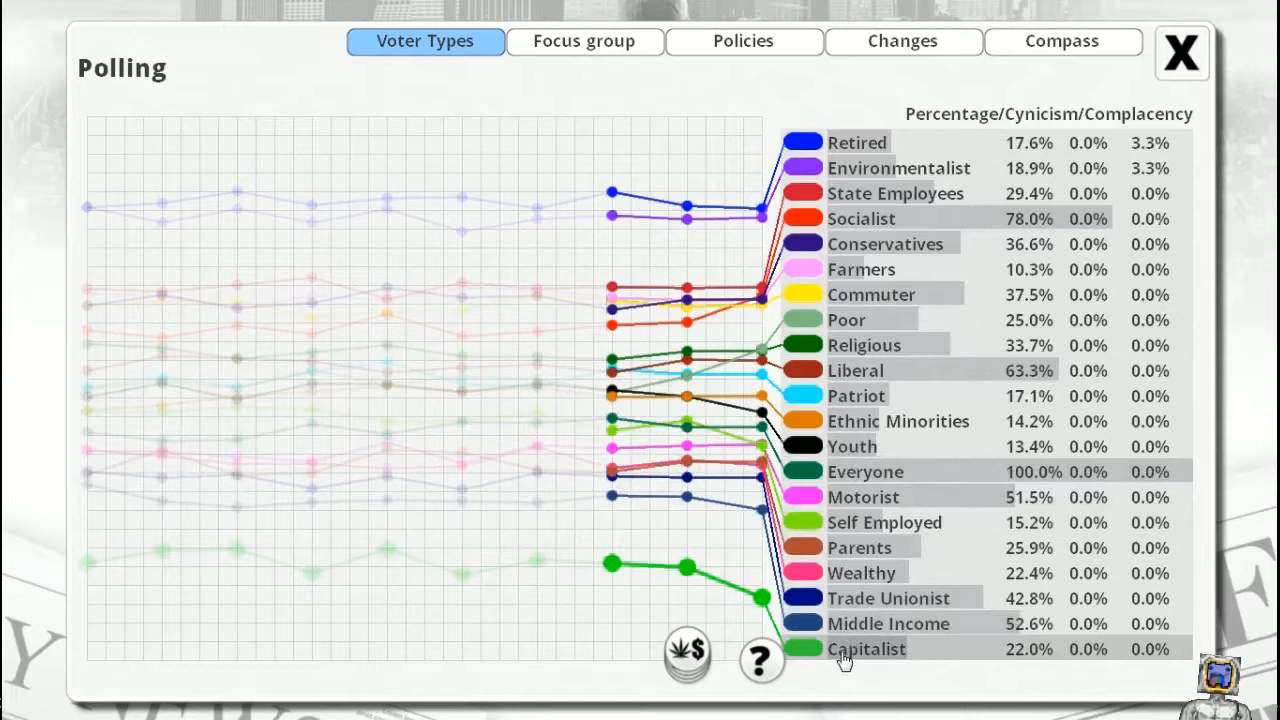 Voter Types Focus group Policies Changes Compass X
Polling
Percentage/Cynicism/Complacency
Retired 17.6% 0.0% 3.3%
Environmentalist 18.9% 0.0% 3.3%
State Employees 29.4% 0.0% 0.0%
Socialist 78.0% 0.0% 0.0%
Conservatives 36.6% 0.0% 0.0%
Farmers 10.3% 0.0% 0.0%
Commuter 37.5% 0.0% 0.0%
Poor 25.0% 0.0% 0.0%
Religious 33.7% 0.0% 0.0%
Liberal 63.3% 0.0% 0.0%
Patriot 17.1% 0.0% 0.0%
Ethnic Minorities 14.2% 0.0% 0.0%
Youth 13.4% 0.0% 0.0%
Everyone 100.0% 0.0% 0.0%
Motorist 51.5% 0.0% 0.0%
Self Employed 15.2% 0.0% 0.0%
Parents 25.9% 0.0% 0.0%
Wealthy 22.4% 0.0% 0.0%
Trade Unionist 42.8% 0.0% 0.0%
Middle Income 52.6% 0.0% 0.0%
Capitalist 22.0% 0.0% 0.0%
$ ?